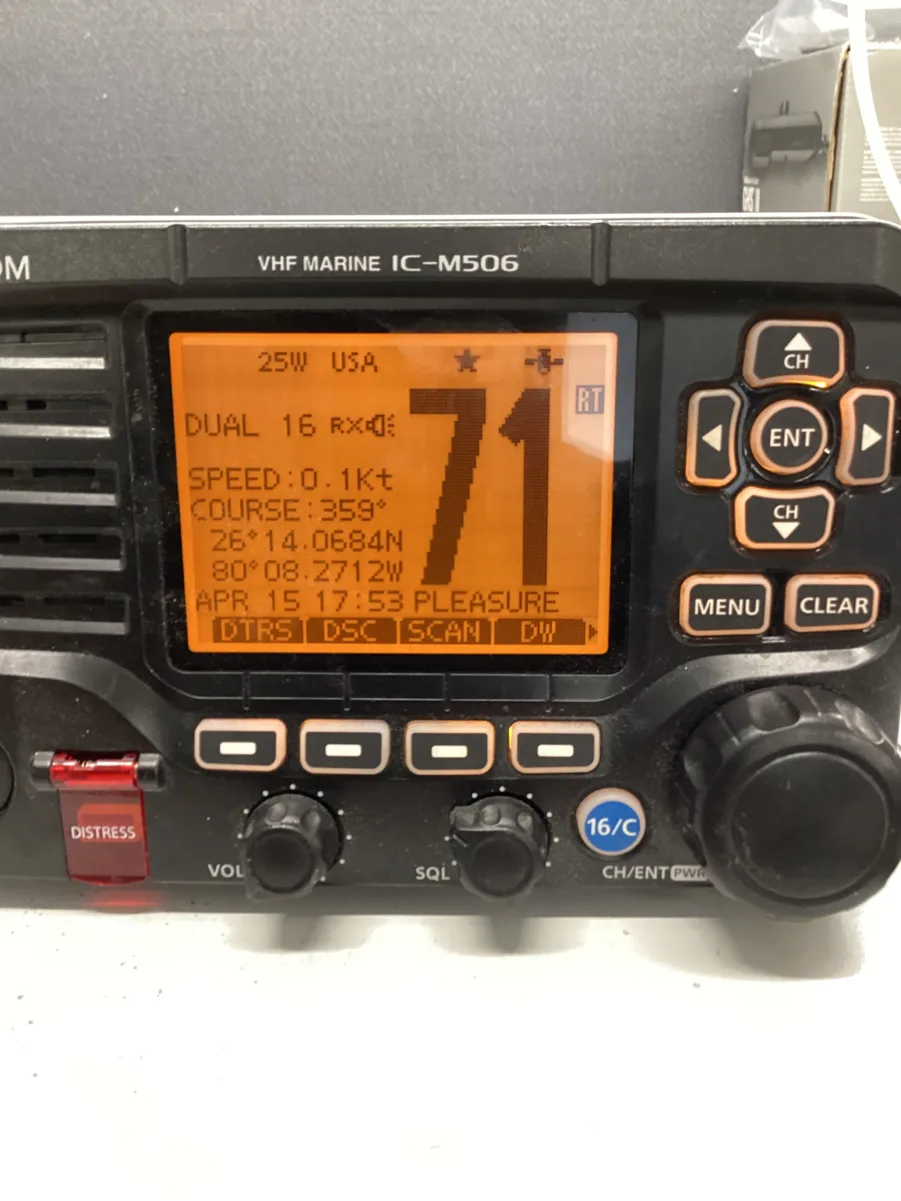 OM
VHF MARINE IC-M506
25W USA
RT
DUAL 16 RX
71
SPEED:0.1Kt
COURSE:359°
26°14.0684N
80°08.2712W
APR 15 17:53 PLEASURE
DTRS DSC SCAN DW
CH
ENT
CH
MENU CLEAR
DISTRESS
VOL
SQL
16/C
CH/ENT PWR